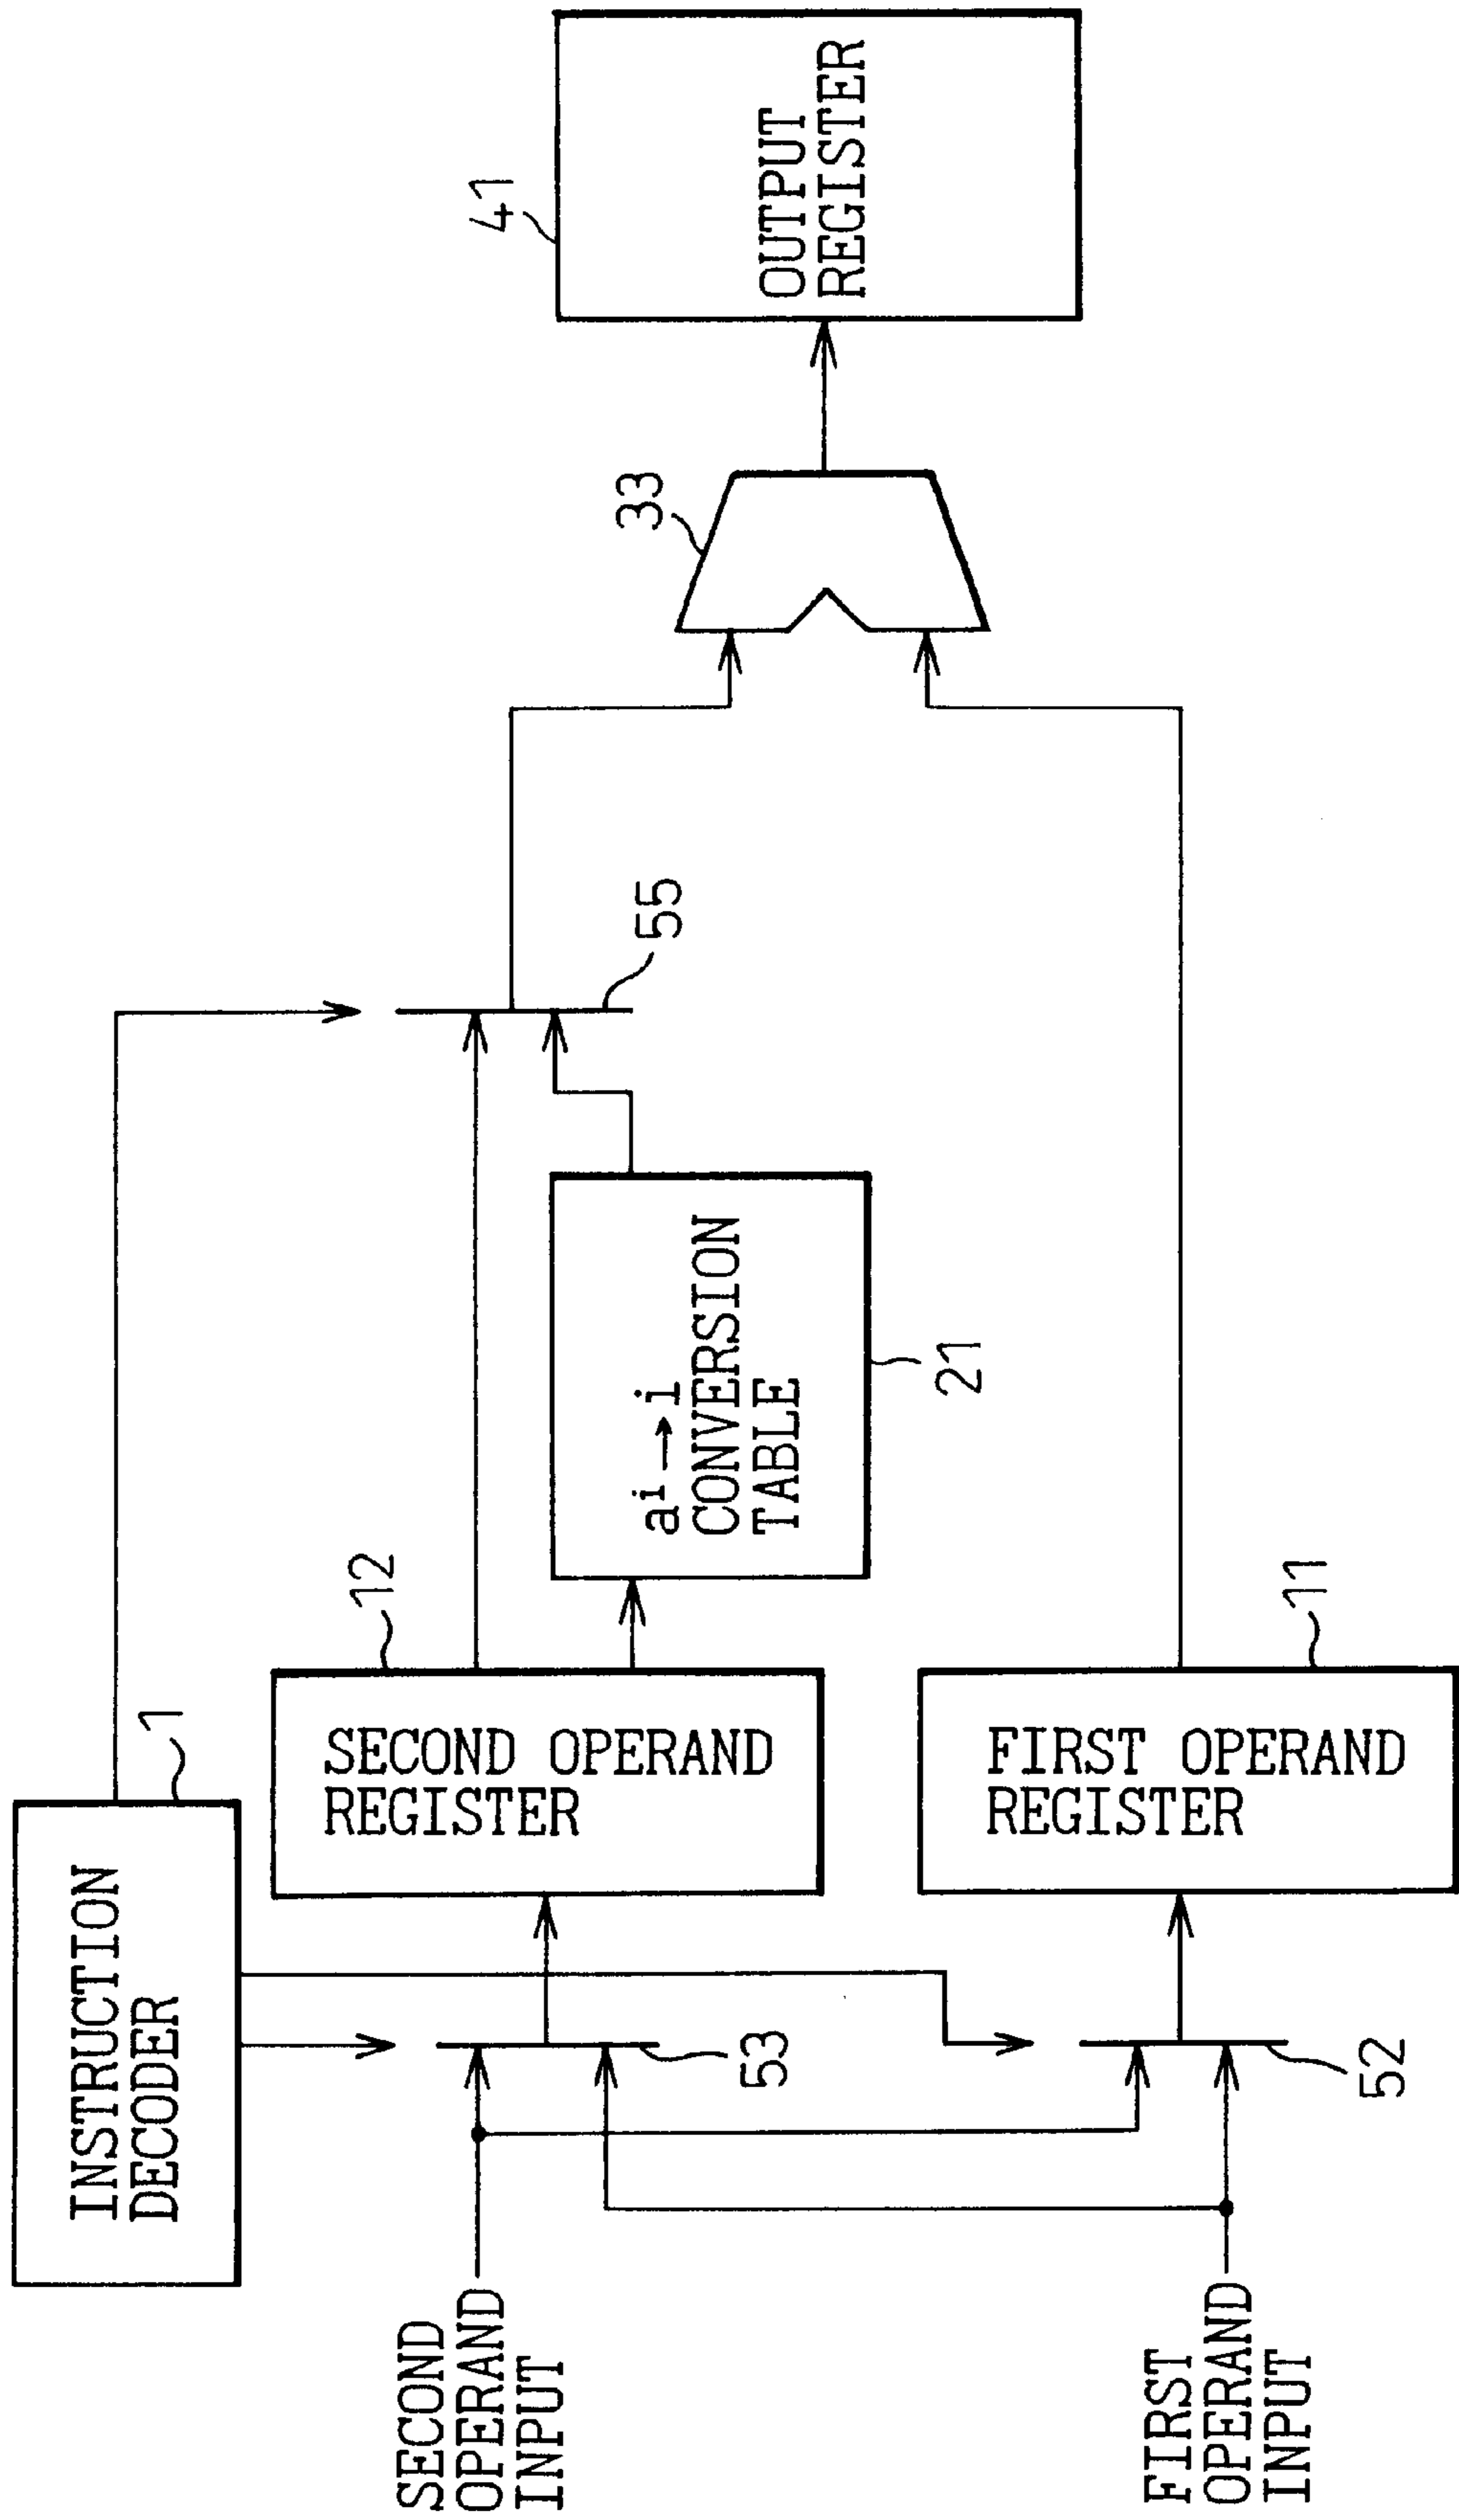 INSTRUCTION
DECODER
1
SECOND
OPERAND
INPUT
53
SECOND OPERAND
REGISTER
12
aⁱ→i
CONVERSION
TABLE
21
55
33
OUTPUT
REGISTER
41
FIRST
OPERAND
INPUT
52
FIRST OPERAND
REGISTER
11